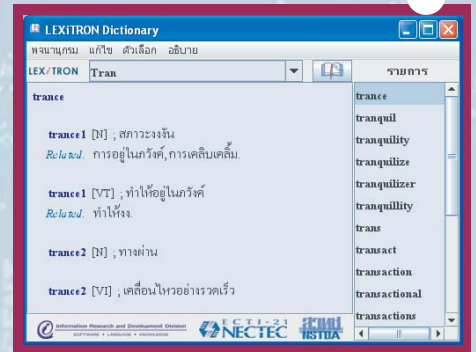 LEXiTRON Dictionary
พจนานุกรม แก้ไข ตัวเลือก อธิบาย
LEX/TRON Tran รายการ
trance
trance1 [N] ; สภาวะงงงัน
Related. การอยู่ในภวังค์, การเคลิบเคลิ้ม.
trance1 [VT] ; ทำให้อยู่ในภวังค์
Related. ทำให้งง.
trance2 [N] ; ทางผ่าน
trance2 [VI] ; เคลื่อนไหวอย่างรวดเร็ว
trance
tranquil
tranquility
tranquilize
tranquilizer
tranquillity
trans
transact
transaction
transactional
transactions
Information Research and Development Division
SOFTWARE • LANGUAGE • KNOWLEDGE
ECTI-21
NECTEC
สวทช
NSTDA